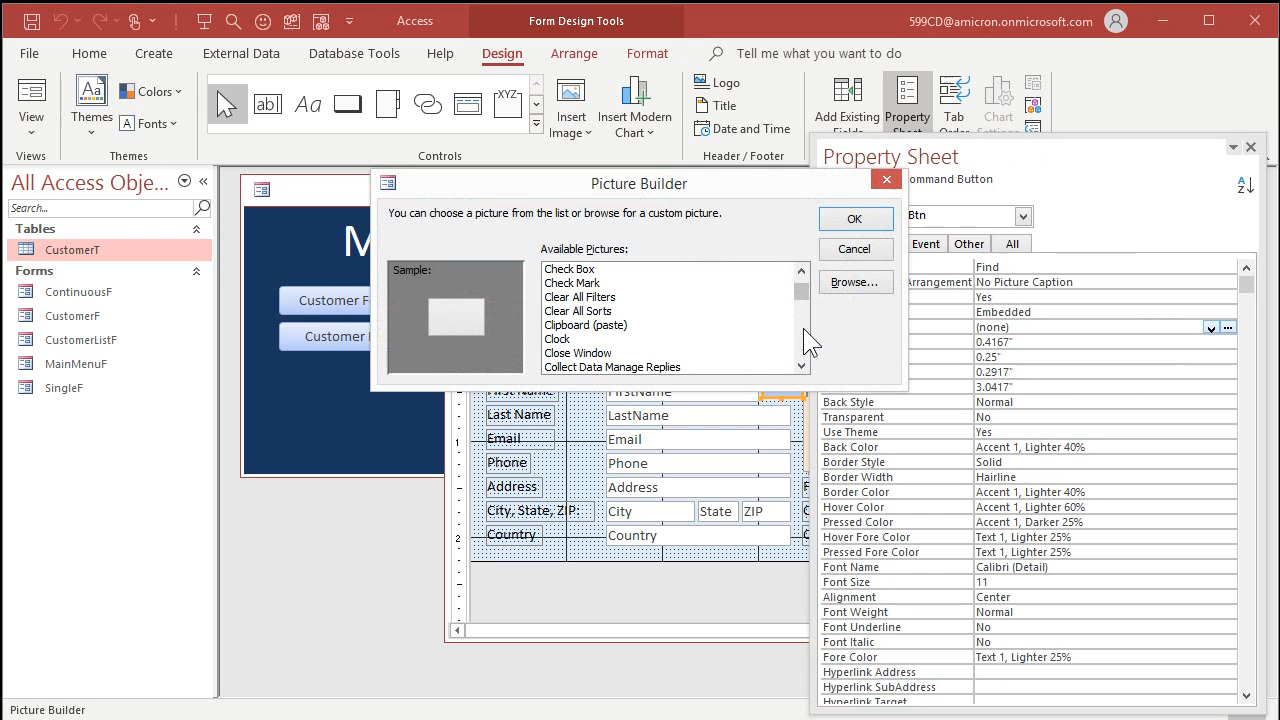 Access
Form Design Tools
599CD@amicron.onmicrosoft.com
File
Home
Create
External Data
Database Tools
Help
Design
Arrange
Format
Tell me what you want to do
View
Views
Aa
Themes
Colors
Fonts
Themes
ab|
Aa
XYZ
Controls
Insert
Image
Insert Modern
Chart
Logo
Title
Date and Time
Header / Footer
Add Existing
Fields
Property
Sheet
Tab
Order
Chart
Settings
All Access Obje...
Search...
Tables
CustomerT
Forms
ContinuousF
CustomerF
CustomerListF
MainMenuF
SingleF
M
Customer F
Customer
Picture Builder
You can choose a picture from the list or browse for a custom picture.
Sample:
Available Pictures:
Check Box
Check Mark
Clear All Filters
Clear All Sorts
Clipboard (paste)
Clock
Close Window
Collect Data Manage Replies
OK
Cancel
Browse...
First Name
FirstName
Last Name
LastName
Email
Email
Phone
Phone
Address
Address
City, State, ZIP:
City
State
ZIP
Country
Country
1
2
Property Sheet
ommand Button
Btn
Event
Other
All
Find
Arrangement
No Picture Caption
Yes
Embedded
(none)
0.4167"
0.25"
0.2917"
3.0417"
Back Style
Normal
Transparent
No
Use Theme
Yes
Back Color
Accent 1, Lighter 40%
Border Style
Solid
Border Width
Hairline
Border Color
Accent 1, Lighter 40%
Hover Color
Accent 1, Lighter 60%
Pressed Color
Accent 1, Darker 25%
Hover Fore Color
Text 1, Lighter 25%
Pressed Fore Color
Text 1, Lighter 25%
Font Name
Calibri (Detail)
Font Size
11
Alignment
Center
Font Weight
Normal
Font Underline
No
Font Italic
No
Fore Color
Text 1, Lighter 25%
Hyperlink Address
Hyperlink SubAddress
Hyperlink Target
Picture Builder